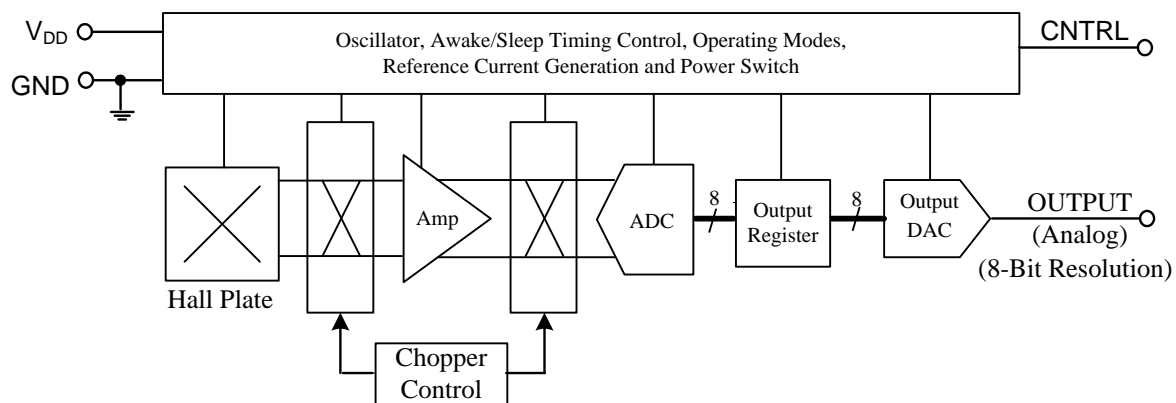 VDD
GND
Oscillator, Awake/Sleep Timing Control, Operating Modes,
Reference Current Generation and Power Switch
CNTRL
Hall Plate
Amp
ADC
8
Output
Register
8
Output
DAC
OUTPUT
(Analog)
(8-Bit Resolution)
Chopper
Control